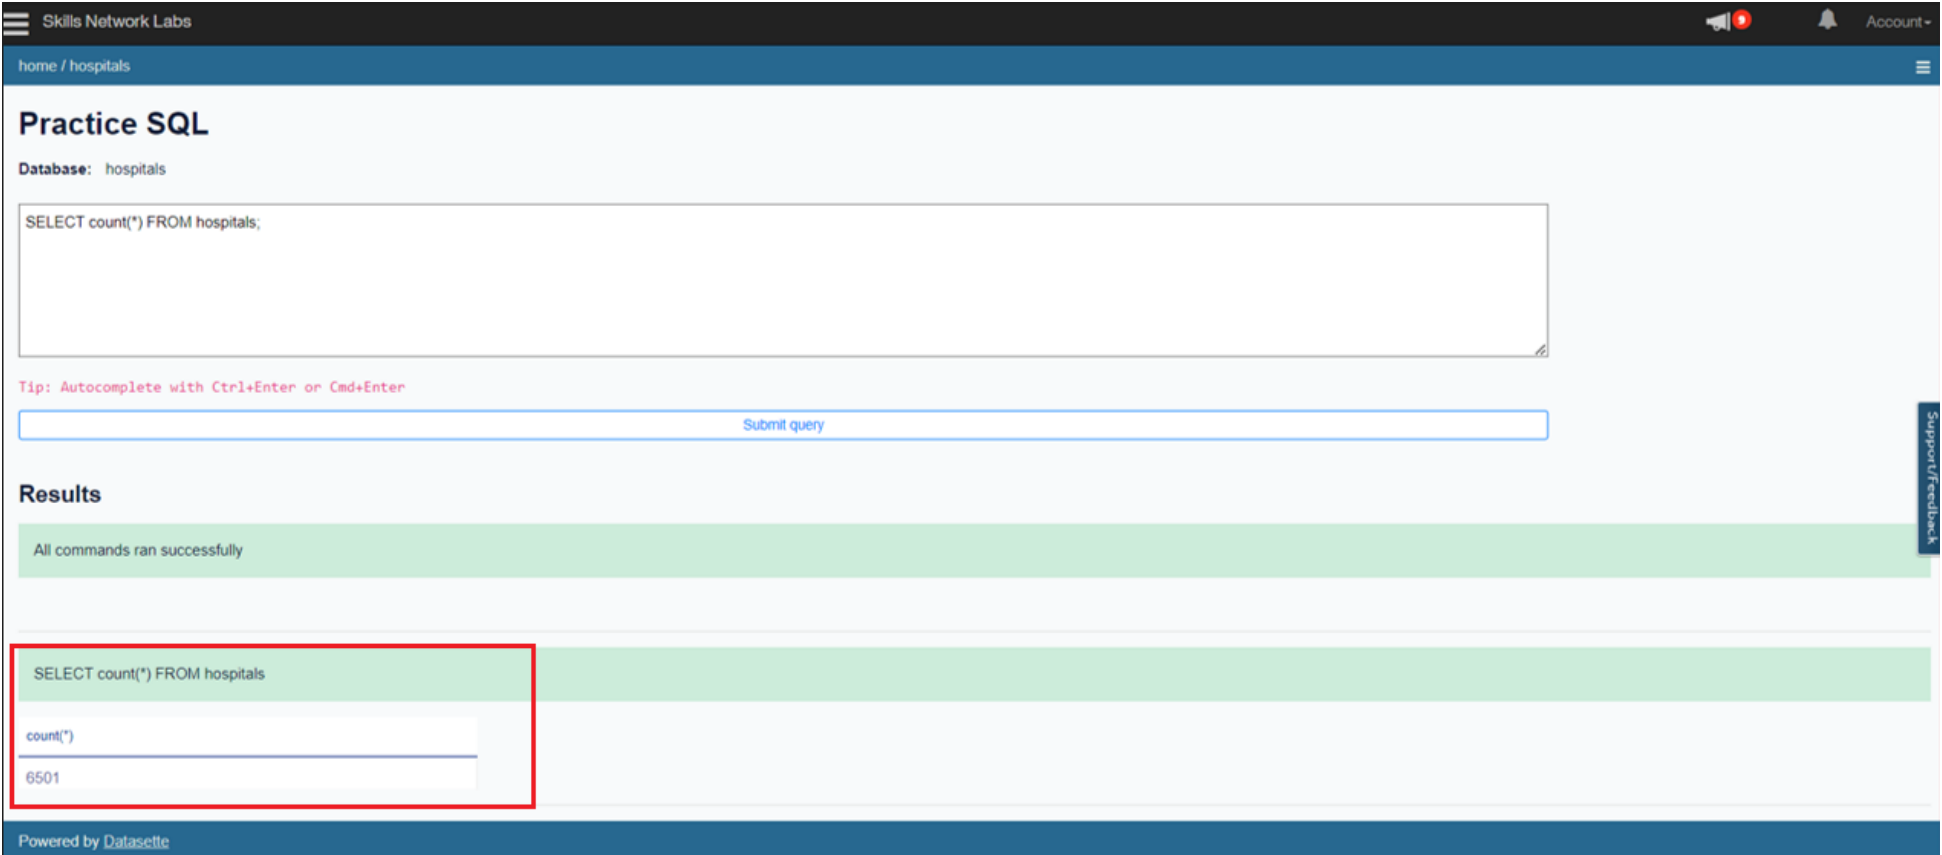 Skills Network Labs
9
Account
home / hospitals
Practice SQL
Database: hospitals
SELECT count(*) FROM hospitals;
Tip: Autocomplete with Ctrl+Enter or Cmd+Enter
Submit query
Support/Feedback
Results
All commands ran successfully
SELECT count(*) FROM hospitals
count(*)
6501
Powered by Datasette